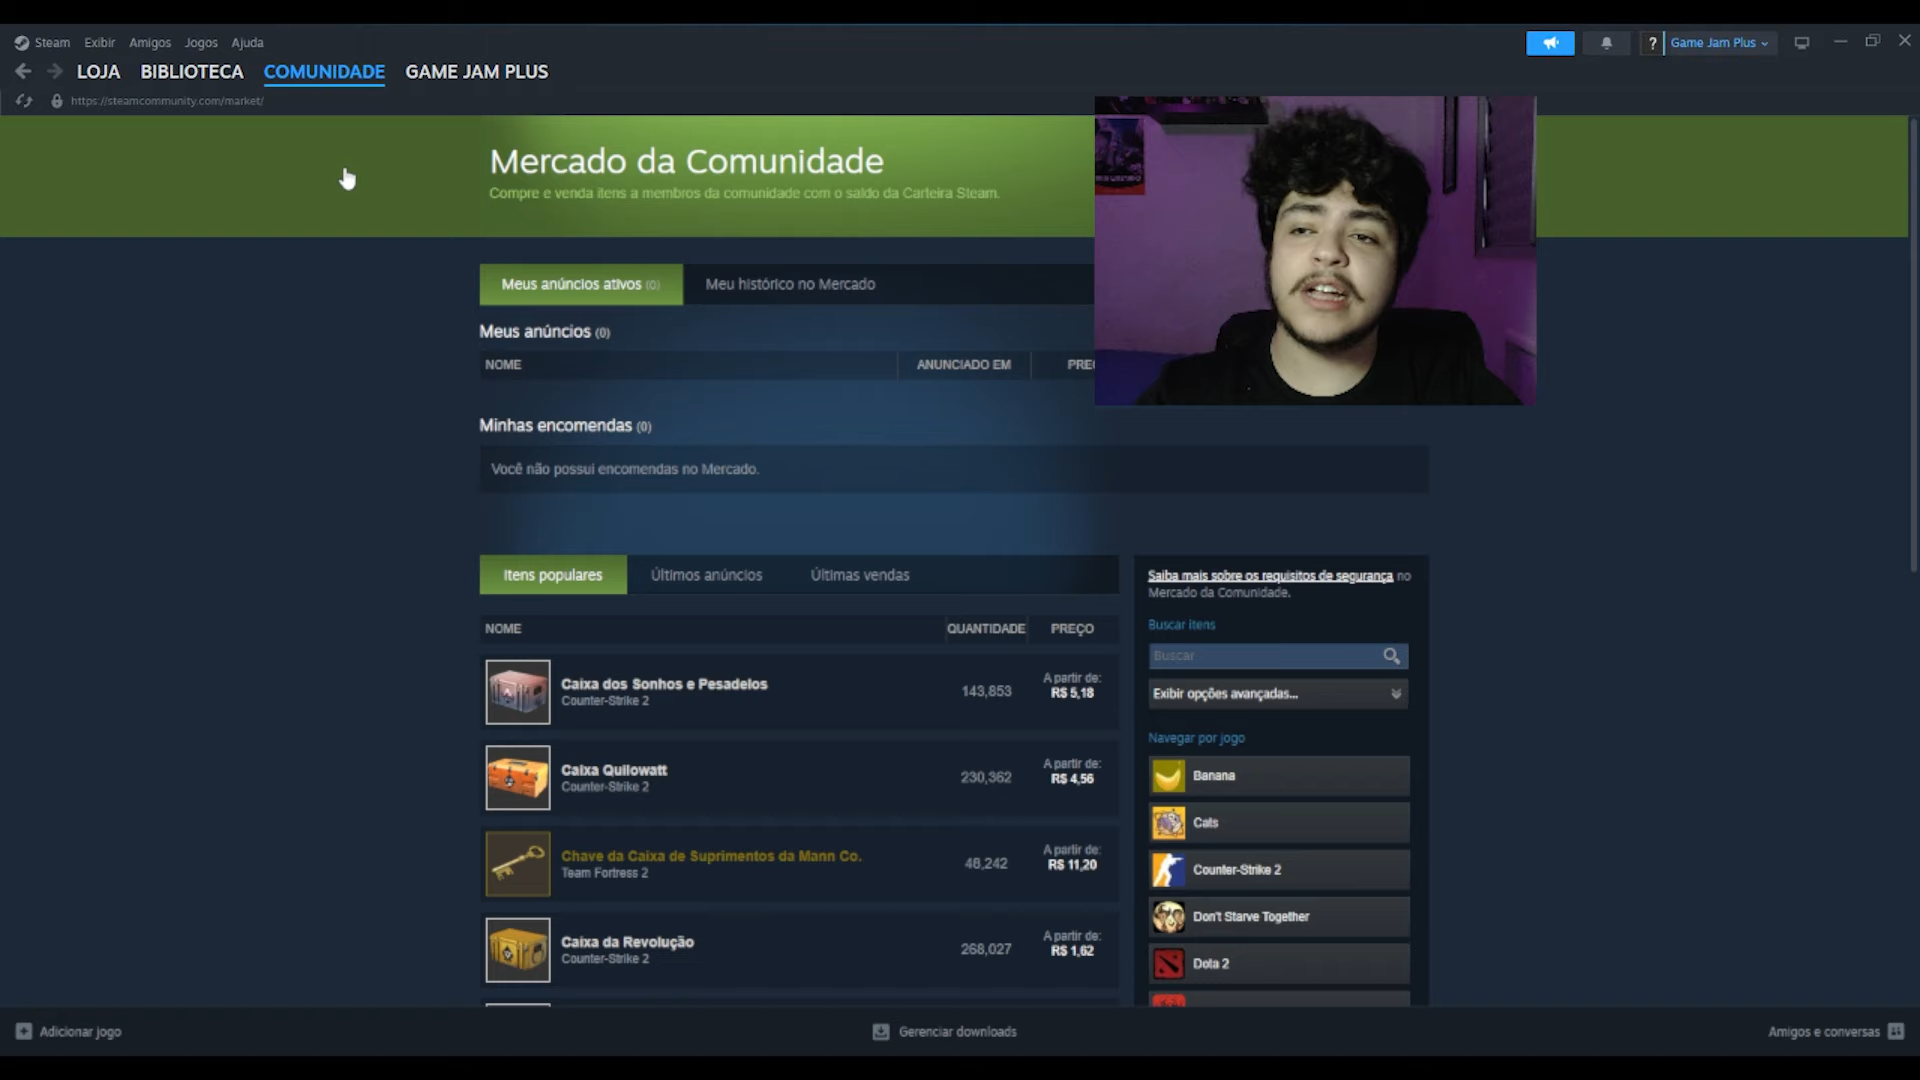 Steam Exibir Amigos Jogos Ajuda
? Game Jam Plus
LOJA BIBLIOTECA COMUNIDADE GAME JAM PLUS
https://steamcommunity.com/market/
Mercado da Comunidade
Compre e venda itens a membros da comunidade com o saldo da Carteira Steam.
Meus anúncios ativos (0) Meu histórico no Mercado
Meus anúncios (0)
NOME ANUNCIADO EM
Minhas encomendas (0)
Você não possui encomendas no Mercado.
Itens populares Últimos anúncios Últimas vendas
NOME QUANTIDADE PREÇO
Caixa dos Sonhos e Pesadelos
Counter-Strike 2
143,853
A partir de:
R$ 5,18
Caixa Quilowatt
Counter-Strike 2
230,362
A partir de:
R$ 4,56
Chave da Caixa de Suprimentos da Mann Co.
Team Fortress 2
48,242
A partir de:
R$ 11,20
Caixa da Revolução
Counter-Strike 2
268,027
A partir de:
R$ 1,62
Saiba mais sobre os requisitos de segurança no
Mercado da Comunidade.
Buscar itens
Buscar
Exibir opções avançadas...
Navegar por jogo
Banana
Cats
Counter-Strike 2
Don't Starve Together
Dota 2
Adicionar jogo
Gerenciar downloads
Amigos e conversas